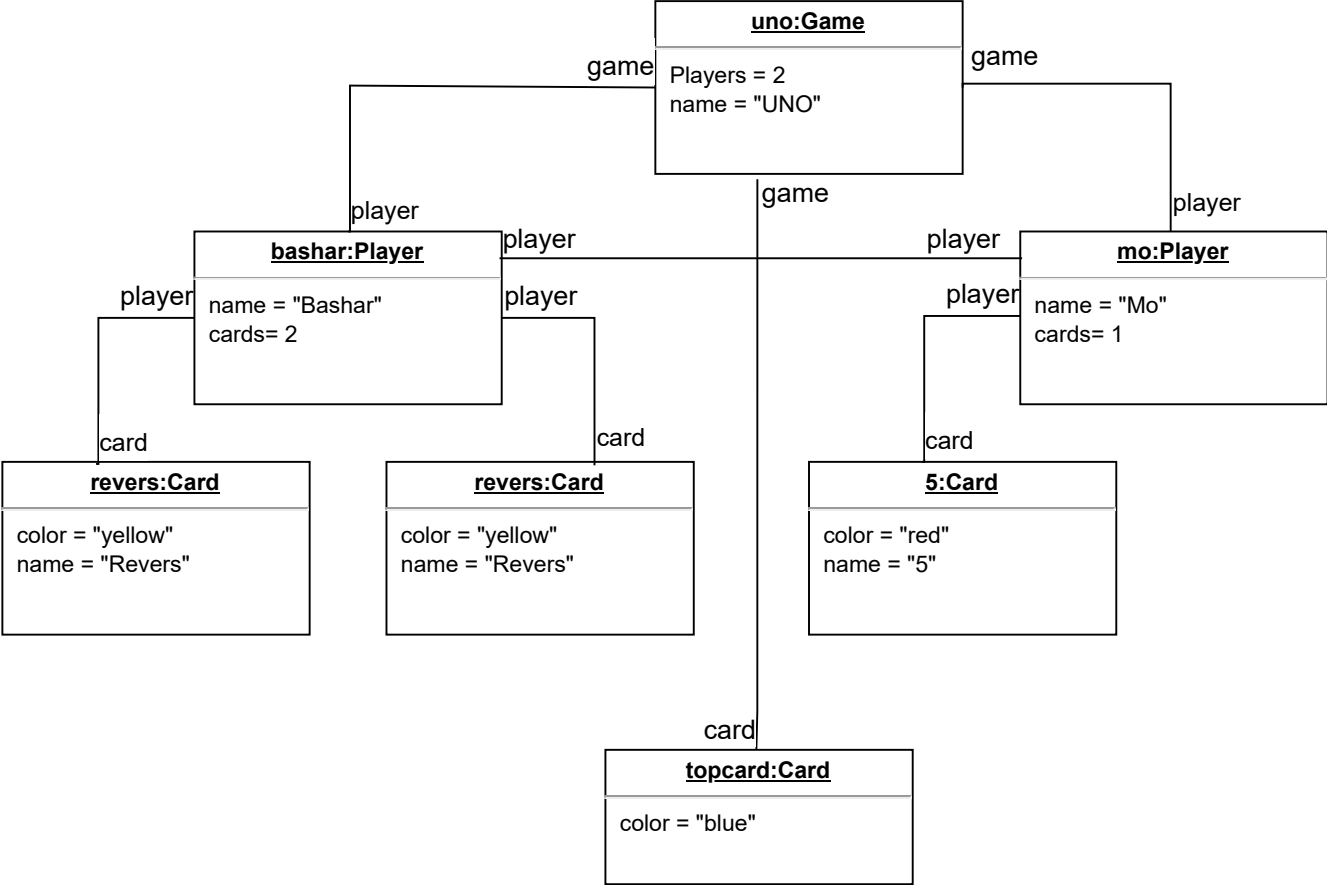 uno:Game
game
game
Players = 2
name = "UNO"
game
player
player
bashar:Player
player
player
mo:Player
player
name = "Bashar"
cards= 2
player
player
name = "Mo"
cards= 1
card
card
card
revers:Card
color = "yellow"
name = "Revers"
revers:Card
color = "yellow"
name = "Revers"
5:Card
color = "red"
name = "5"
card
topcard:Card
color = "blue"